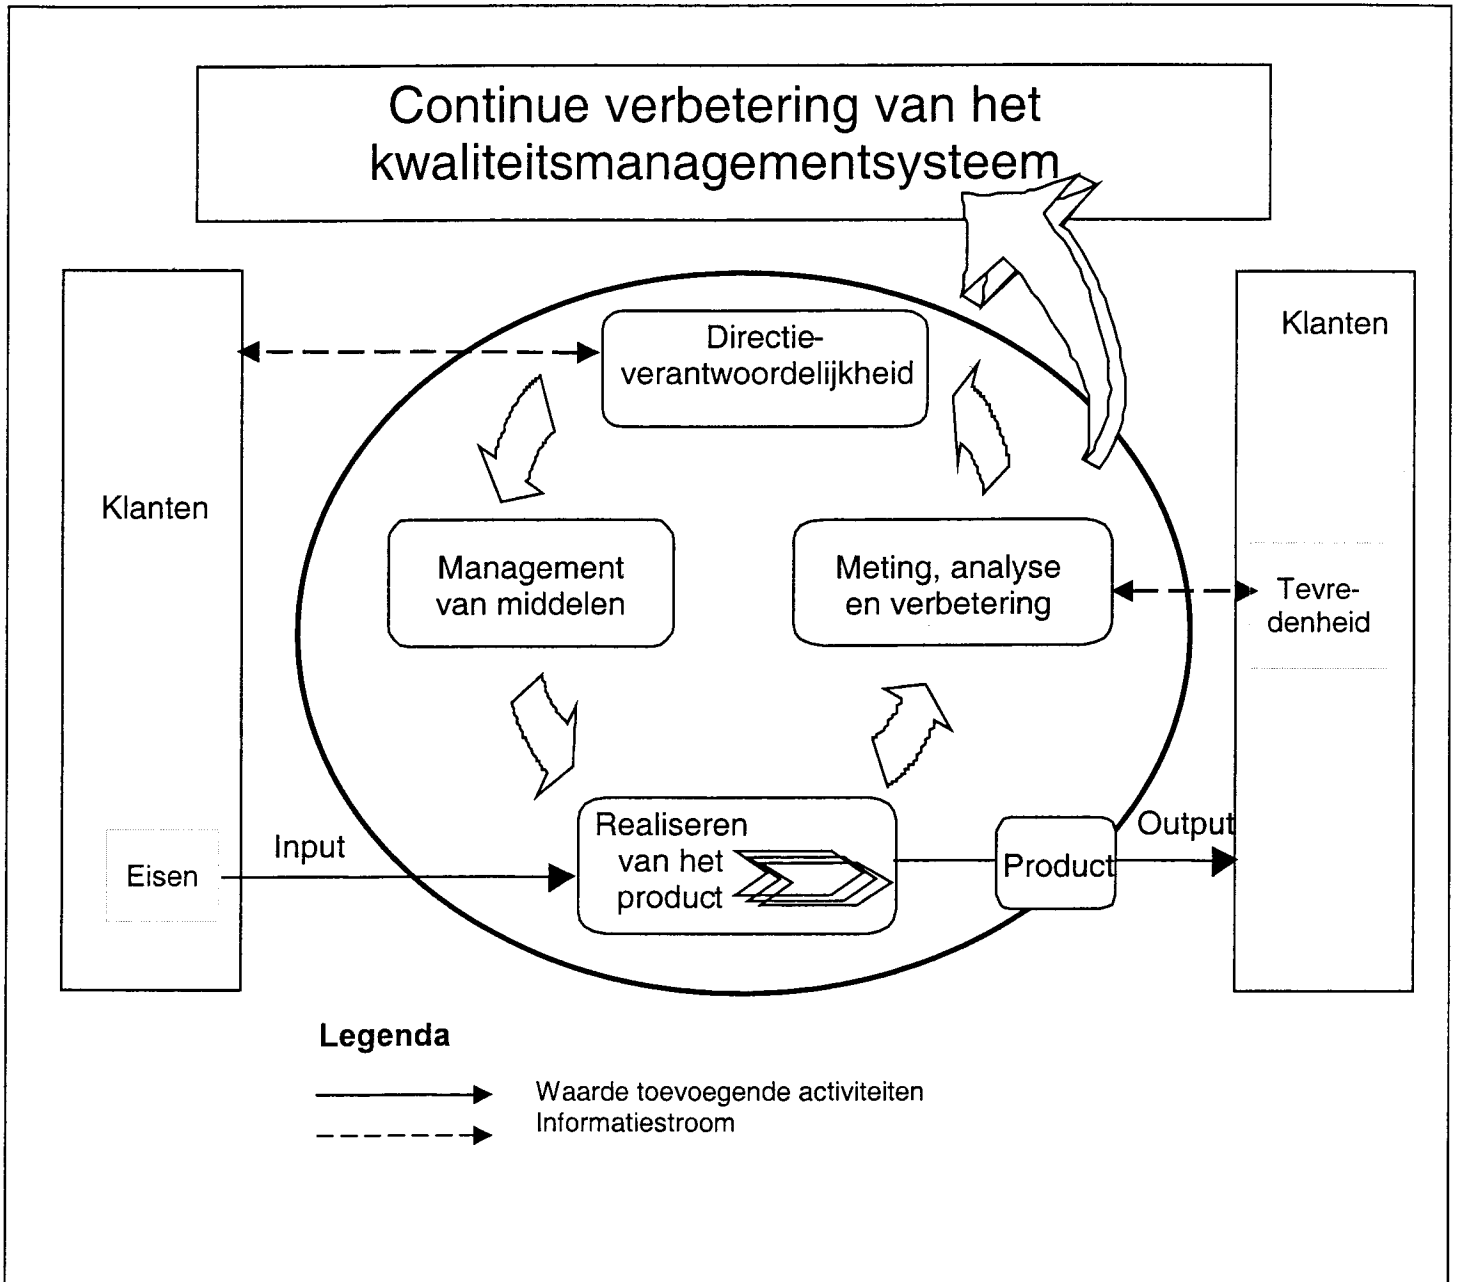 Continue verbetering van het
kwaliteitsmanagementsysteem
Klanten
Directie-
verantwoordelijkheid
Klanten
Management
van middelen
Meting, analyse
en verbetering
Tevre-
denheid
Eisen
Input
Realiseren
van het
product
Product
Output
Legenda
Waarde toevoegende activiteiten
Informatiestroom